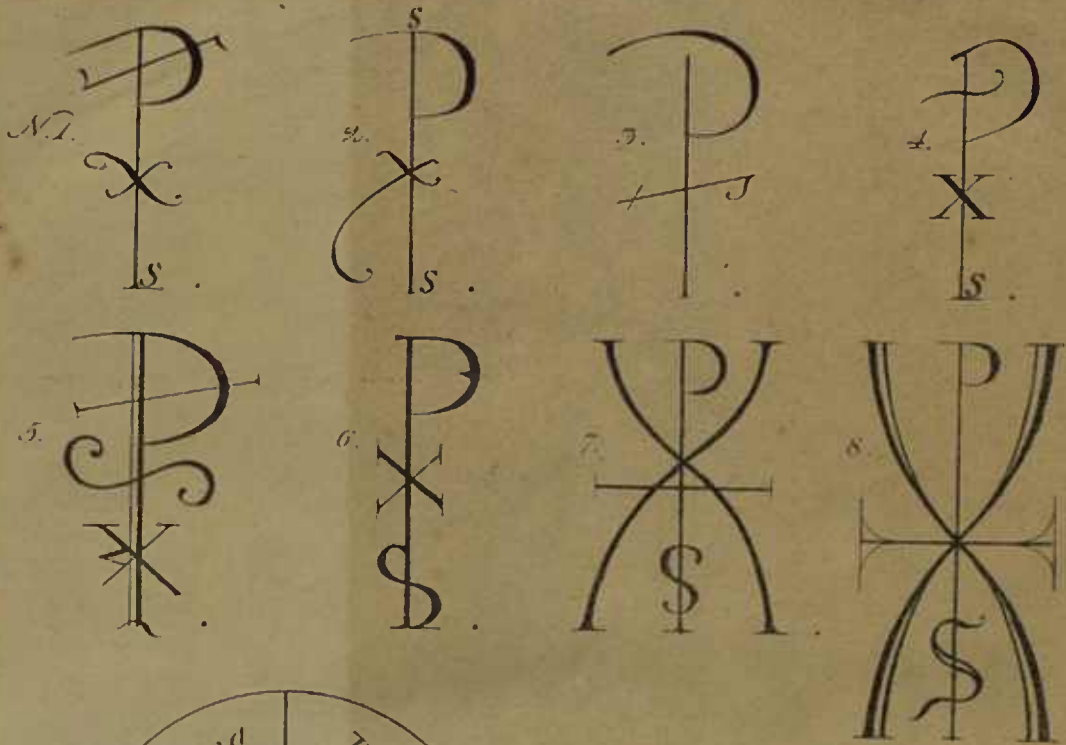 N.1. P X S .
2. S P X S .
3. P S .
4. P X S .
5. P S X .
6. P X S .
7. P X S .
8. P X S